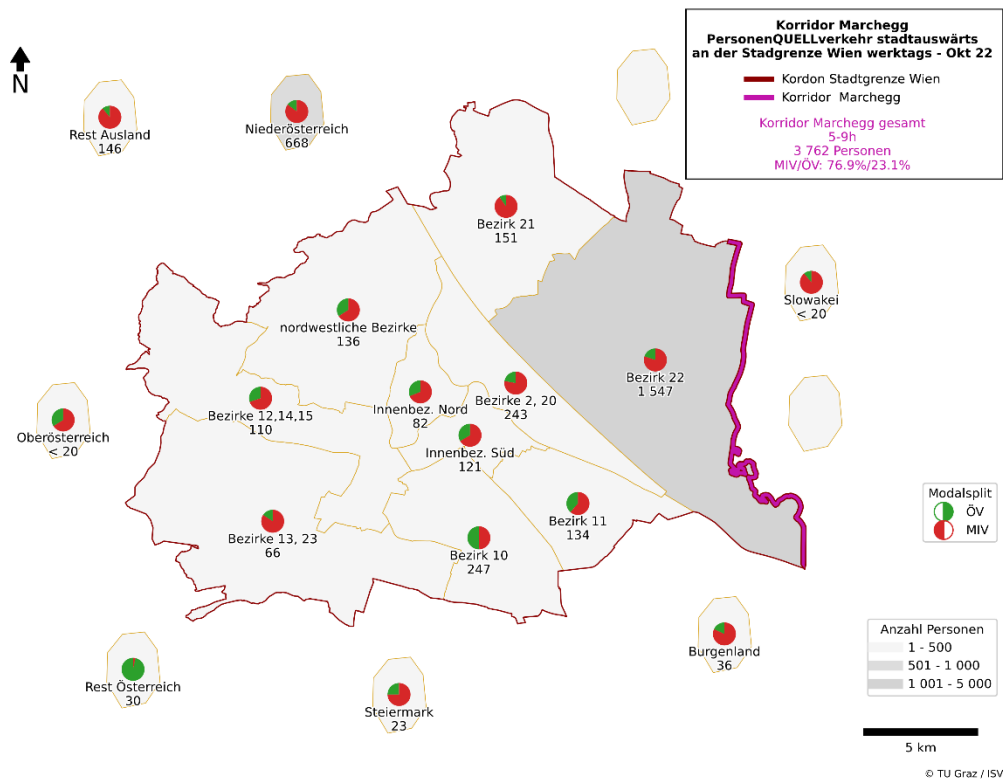 Korridor Marchegg
PersonenQUELLverkehr stadtauswärts
an der Stadgrenze Wien werktags - Okt 22
Kordon Stadtgrenze Wien
Korridor Marchegg
Korridor Marchegg gesamt
5-9h
3 762 Personen
MIV/ÖV: 76.9%/23.1%
N
Rest Ausland
146
Niederösterreich
668
Bezirk 21
151
Slowakei
< 20
nordwestliche Bezirke
136
Bezirk 22
1 547
Bezirke 12,14,15
110
Innenbez. Nord
82
Bezirke 2, 20
243
Oberösterreich
< 20
Innenbez. Süd
121
Bezirk 11
134
Bezirke 13, 23
66
Bezirk 10
247
Modalsplit
ÖV
MIV
Burgenland
36
Rest Österreich
30
Steiermark
23
Anzahl Personen
1 - 500
501 - 1 000
1 001 - 5 000
5 km
© TU Graz / ISV